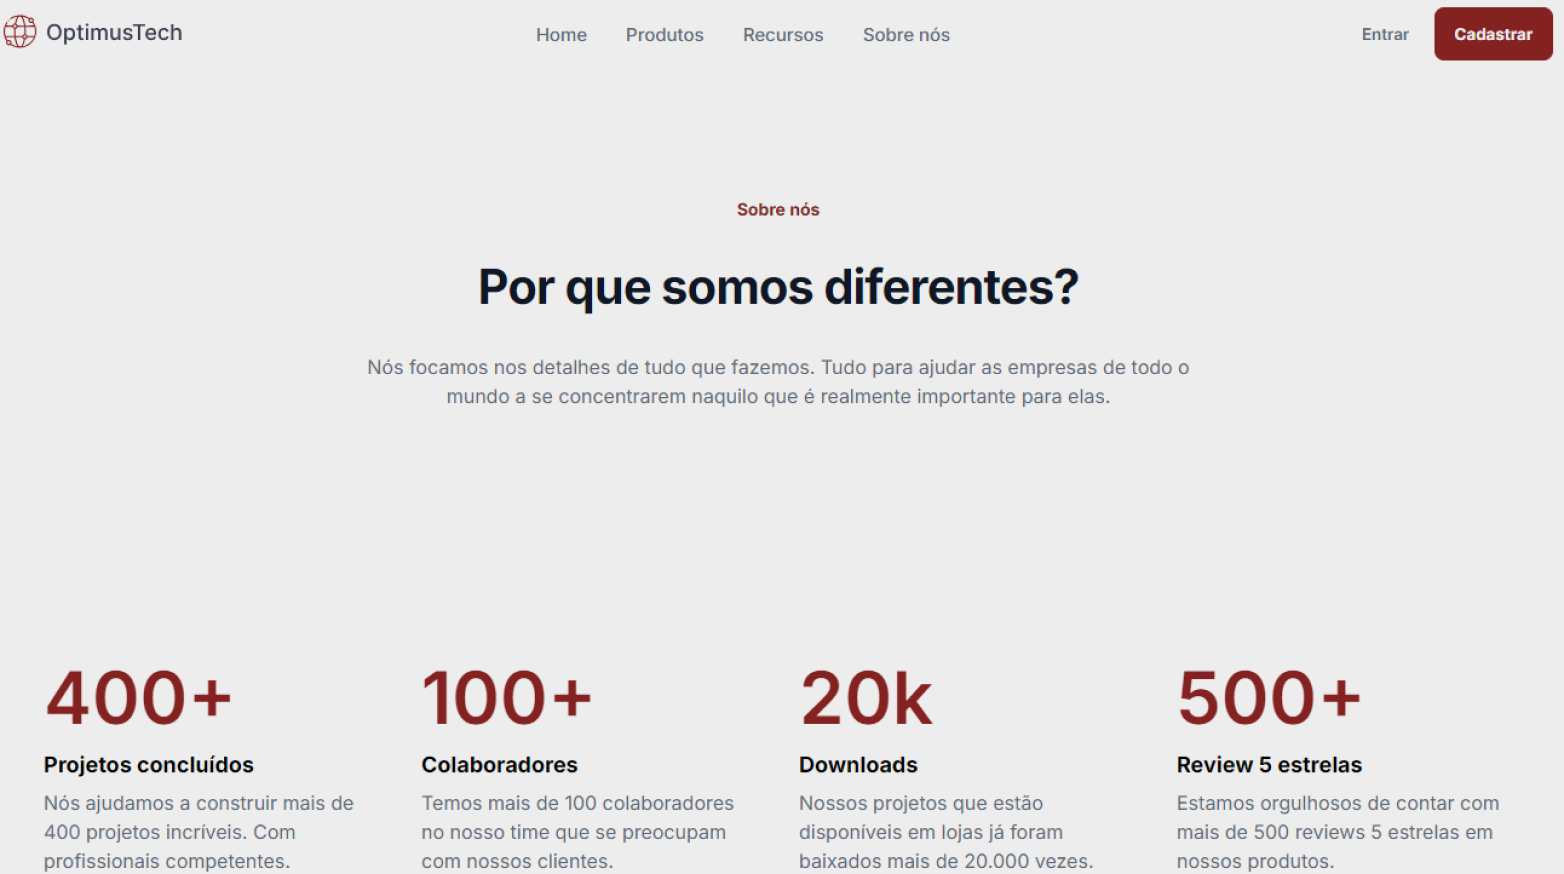 OptimusTech
Home Produtos Recursos Sobre nós
Entrar Cadastrar
Sobre nós
Por que somos diferentes?
Nós focamos nos detalhes de tudo que fazemos. Tudo para ajudar as empresas de todo o
mundo a se concentrarem naquilo que é realmente importante para elas.
400+
Projetos concluídos
Nós ajudamos a construir mais de
400 projetos incríveis. Com
profissionais competentes.
100+
Colaboradores
Temos mais de 100 colaboradores
no nosso time que se preocupam
com nossos clientes.
20k
Downloads
Nossos projetos que estão
disponíveis em lojas já foram
baixados mais de 20.000 vezes.
500+
Review 5 estrelas
Estamos orgulhosos de contar com
mais de 500 reviews 5 estrelas em
nossos produtos.